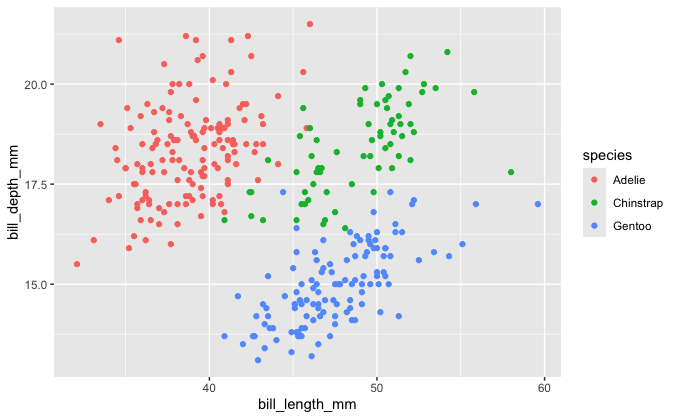 bill_depth_mm
20.0
17.5
15.0
40
50
60
bill_length_mm
species
Adelie
Chinstrap
Gentoo